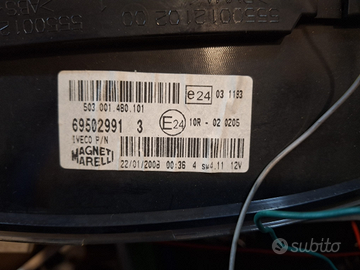 503.001.480.101
e24 03 1183
69502991 3
E24 10R - 02 0205
IVECO P/N
MAGNETI
MARELLI
22/01/2008 00:36 4 sw4.11 12V
subito